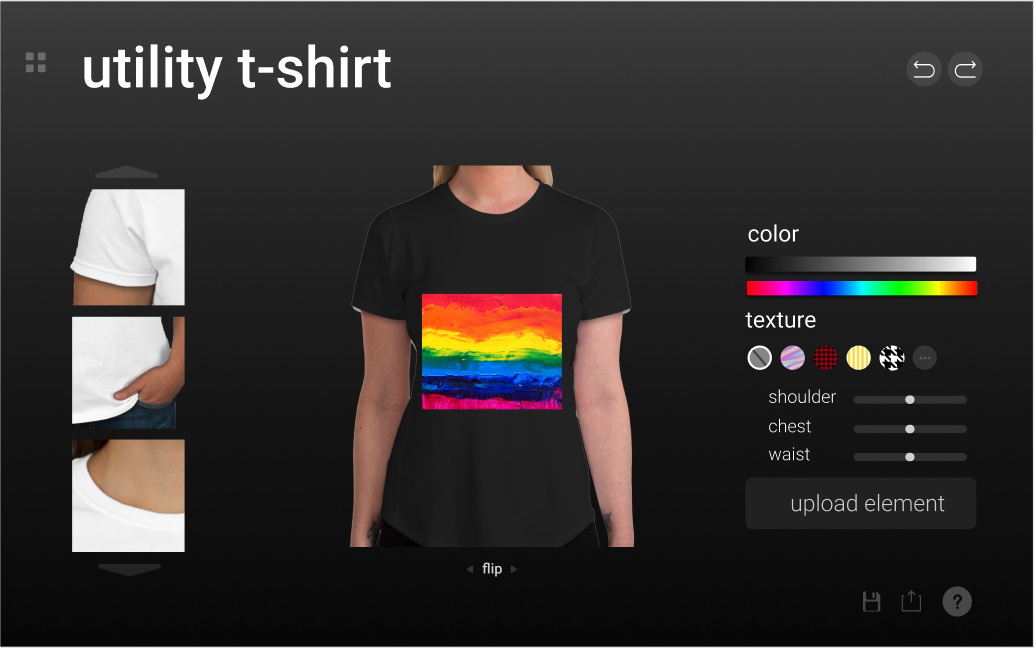 utility t-shirt
color
texture
shoulder
chest
waist
upload element
flip
?